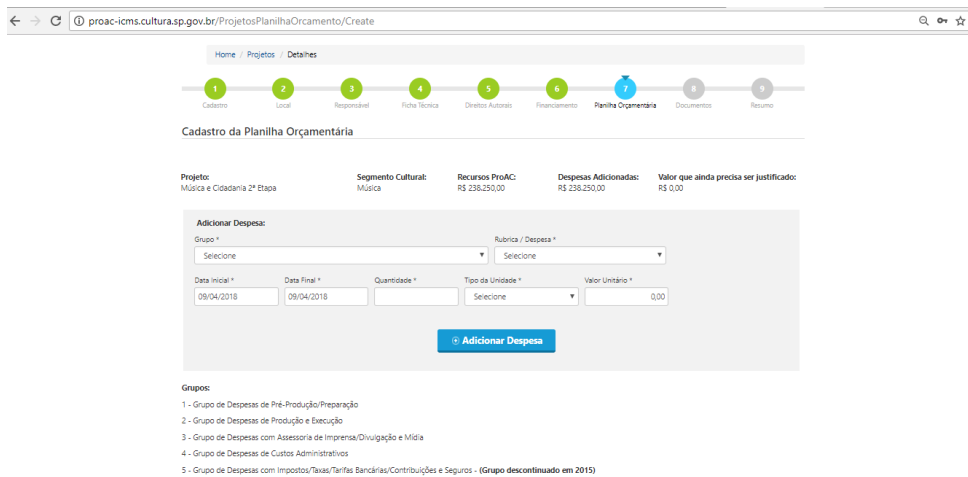 proac-icms.cultura.sp.gov.br/ProjetosPlanilhaOrcamento/Create
Home / Projetos / Detalhes
1 2 3 4 5 6 7 8 9
Cadastro Local Responsável Ficha Técnica Direitos Autorais Financiamento Planilha Orçamentária Documentos Resumo
Cadastro da Planilha Orçamentária
Projeto: Segmento Cultural: Recursos ProAC: Despesas Adicionadas: Valor que ainda precisa ser justificado:
Música e Cidadania 2ª Etapa Música R$ 238.250,00 R$ 238.250,00 R$ 0,00
Adicionar Despesa:
Grupo * Rubrica / Despesa *
Selecione Selecione
Data Inicial * Data Final * Quantidade * Tipo da Unidade * Valor Unitário *
09/04/2018 09/04/2018 Selecione 0,00
Adicionar Despesa
Grupos:
1 - Grupo de Despesas de Pré-Produção/Preparação
2 - Grupo de Despesas de Produção e Execução
3 - Grupo de Despesas com Assessoria de Imprensa/Divulgação e Mídia
4 - Grupo de Despesas de Custos Administrativos
5 - Grupo de Despesas com Impostos/Taxas/Tarifas Bancárias/Contribuições e Seguros - (Grupo descontinuado em 2015)